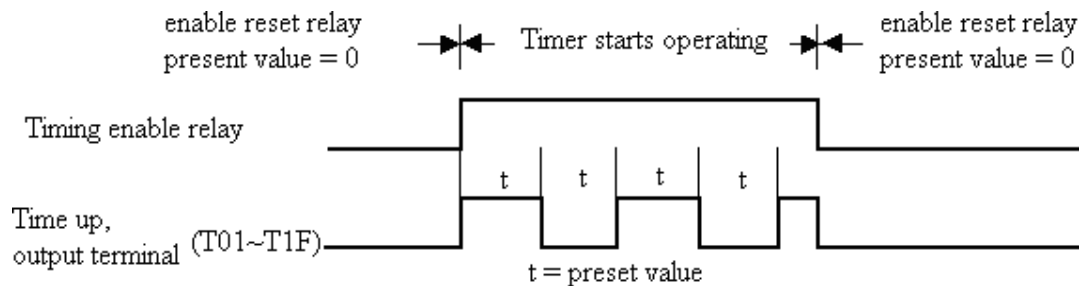 enable reset relay
present value = 0
Timer starts operating
enable reset relay
present value = 0
Timing enable relay
t
t
t
t
Time up,
output terminal (T01~T1F)
t = preset value